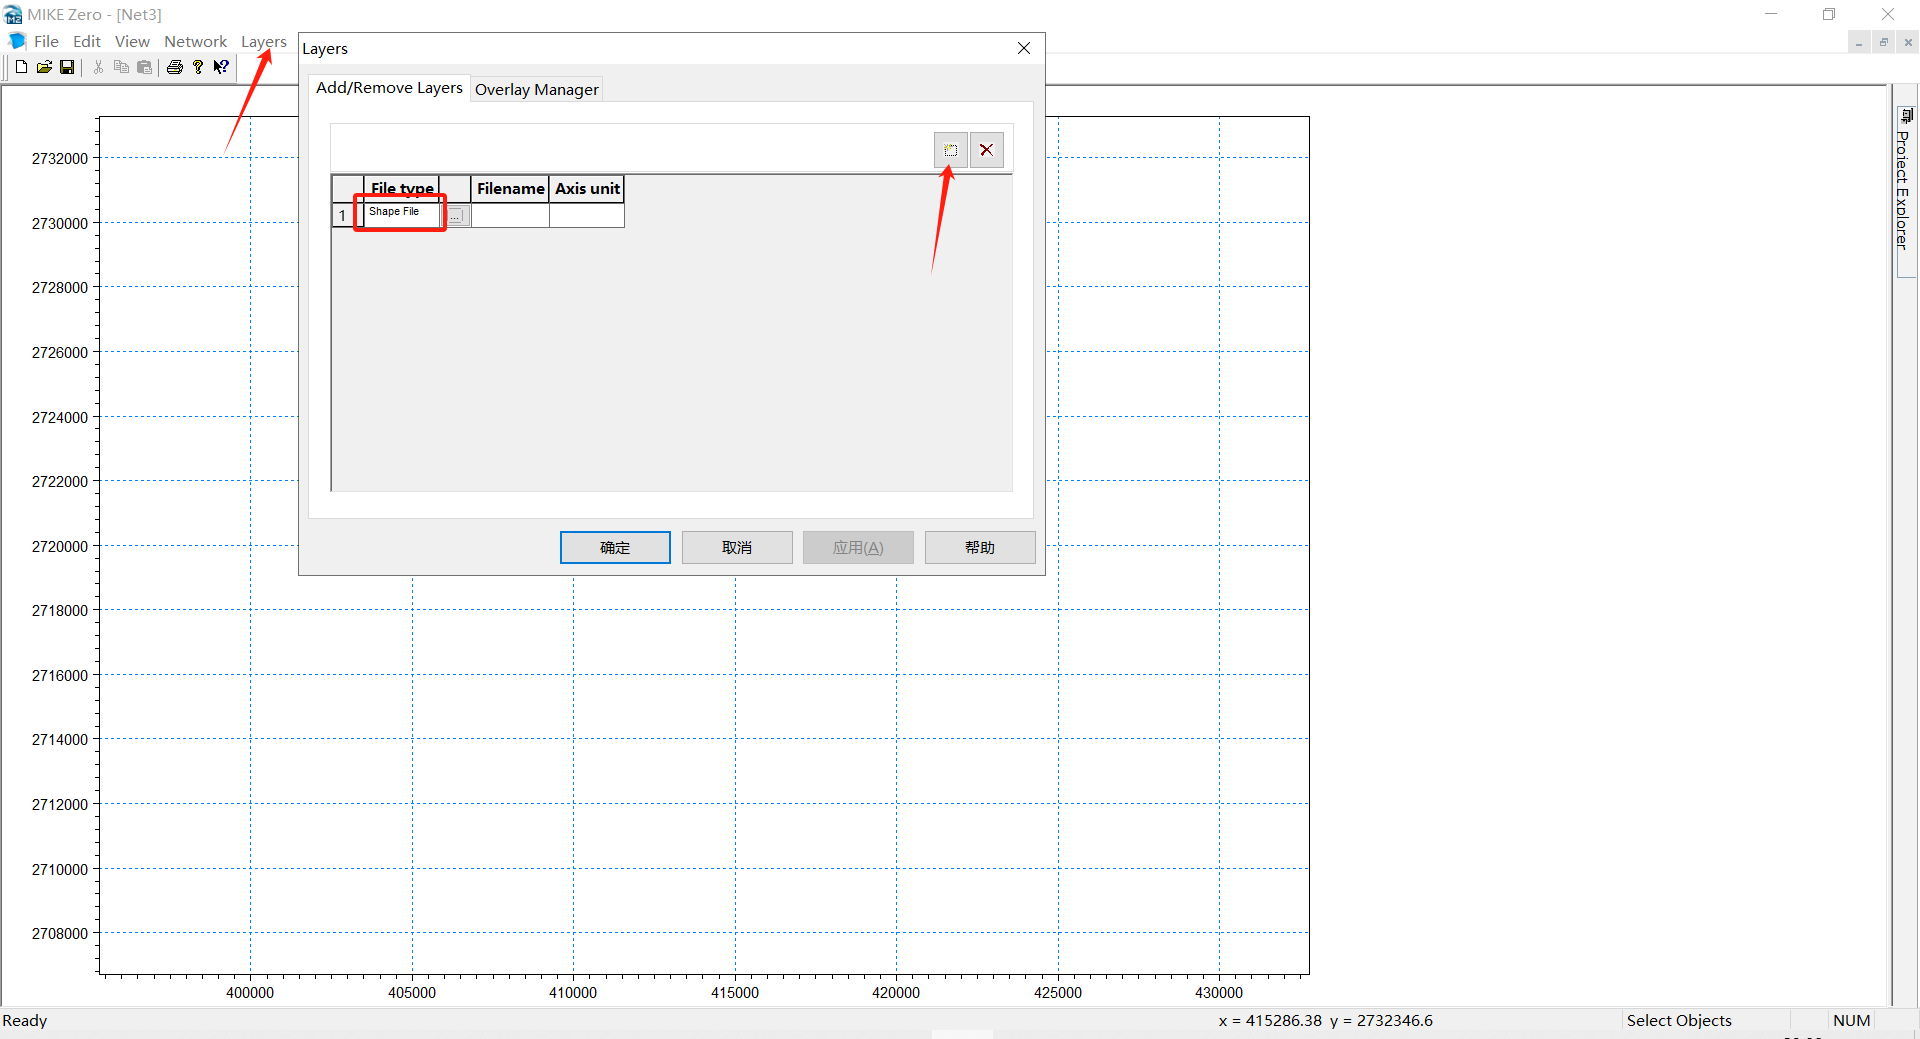 MIKE Zero - [Net3]
File Edit View Network Layers
Layers
Add/Remove Layers Overlay Manager
File type Filename Axis unit
1 Shape File ...
确定 取消 应用(A) 帮助
Project Explorer
2732000
2730000
2728000
2726000
2724000
2722000
2720000
2718000
2716000
2714000
2712000
2710000
2708000
400000 405000 410000 415000 420000 425000 430000
Ready x = 415286.38 y = 2732346.6 Select Objects NUM